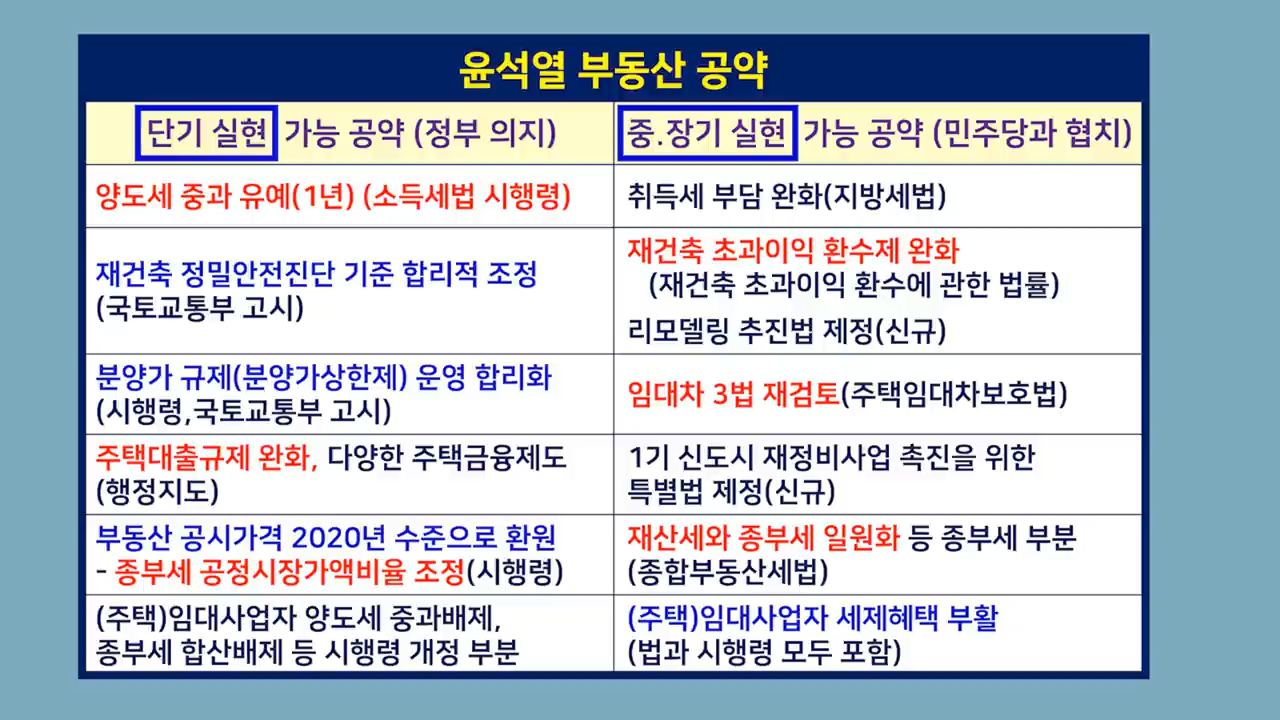 윤석열 부동산 공약
단기 실현 가능 공약 (정부 의지)
중.장기 실현 가능 공약 (민주당과 협치)
양도세 중과 유예(1년) (소득세법 시행령)
취득세 부담 완화(지방세법)
재건축 정밀안전진단 기준 합리적 조정
(국토교통부 고시)
재건축 초과이익 환수제 완화
(재건축 초과이익 환수에 관한 법률)
리모델링 추진법 제정(신규)
분양가 규제(분양가상한제) 운영 합리화
(시행령,국토교통부 고시)
임대차 3법 재검토(주택임대차보호법)
주택대출규제 완화, 다양한 주택금융제도
(행정지도)
1기 신도시 재정비사업 촉진을 위한
특별법 제정(신규)
부동산 공시가격 2020년 수준으로 환원
- 종부세 공정시장가액비율 조정(시행령)
재산세와 종부세 일원화 등 종부세 부분
(종합부동산세법)
(주택)임대사업자 양도세 중과배제,
종부세 합산배제 등 시행령 개정 부분
(주택)임대사업자 세제혜택 부활
(법과 시행령 모두 포함)